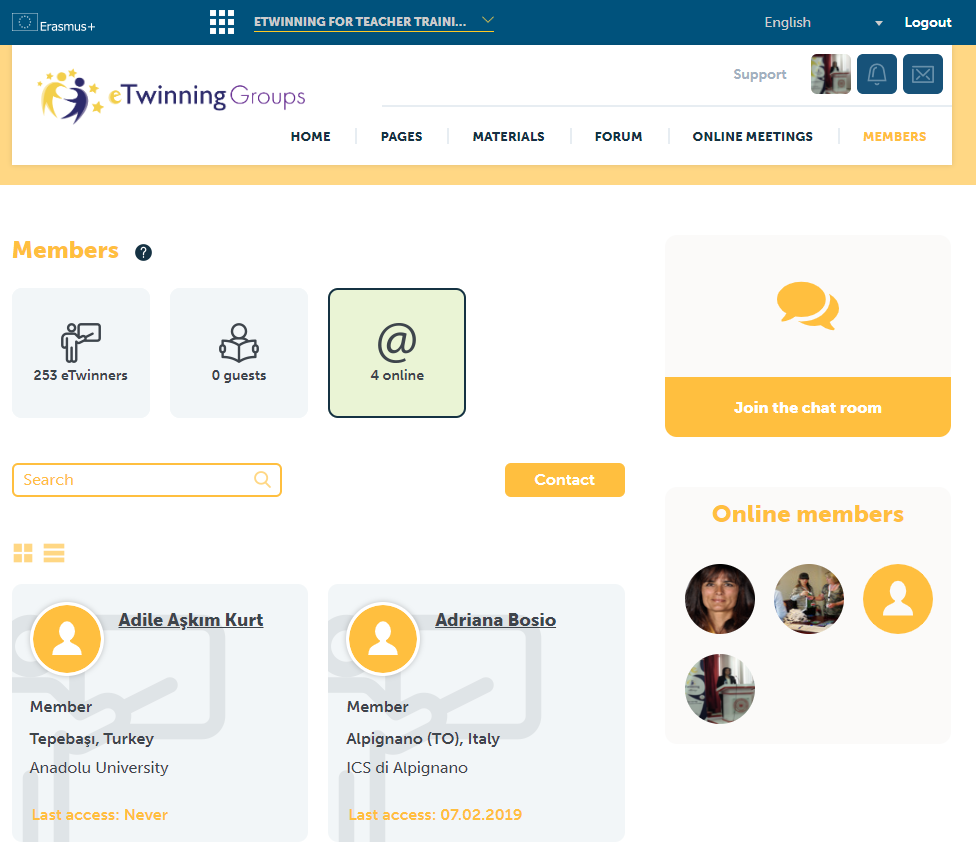 Erasmus+
ETWINNING FOR TEACHER TRAINI...
English
Logout
eTwinning Groups
Support
HOME
PAGES
MATERIALS
FORUM
ONLINE MEETINGS
MEMBERS
Members ?
253 eTwinners
0 guests
@
4 online
Join the chat room
Search
Contact
Online members
Adile Aşkım Kurt
Member
Tepebaşı, Turkey
Anadolu University
Last access: Never
Adriana Bosio
Member
Alpignano (TO), Italy
ICS di Alpignano
Last access: 07.02.2019